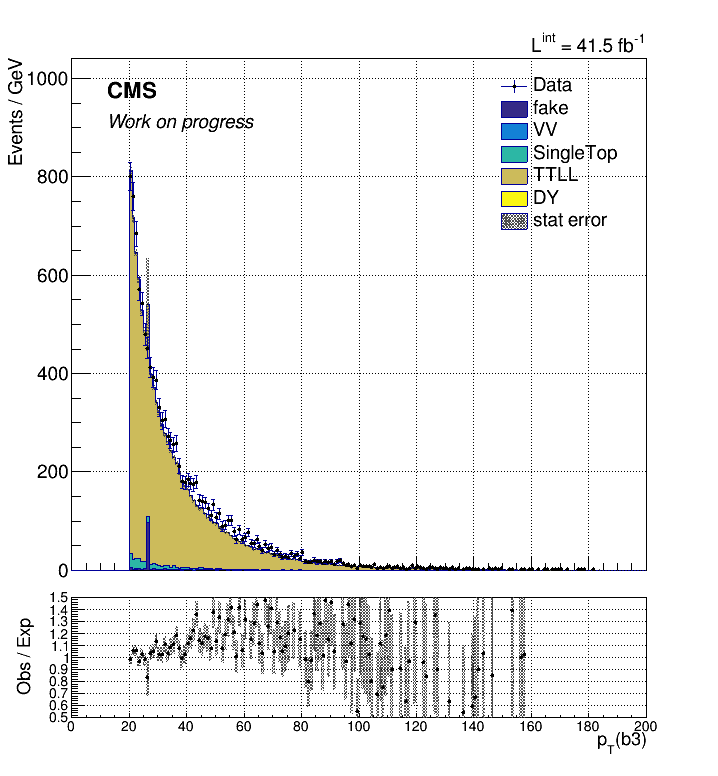 L^int = 41.5 fb^-1
Events / GeV
1000
800
600
400
200
0
CMS
Work on progress
Data
fake
VV
SingleTop
TTLL
DY
stat error
Obs / Exp
1.5
1.4
1.3
1.2
1.1
1
0.9
0.8
0.7
0.6
0.5
0 20 40 60 80 100 120 140 160 180 200
p_T(b3)